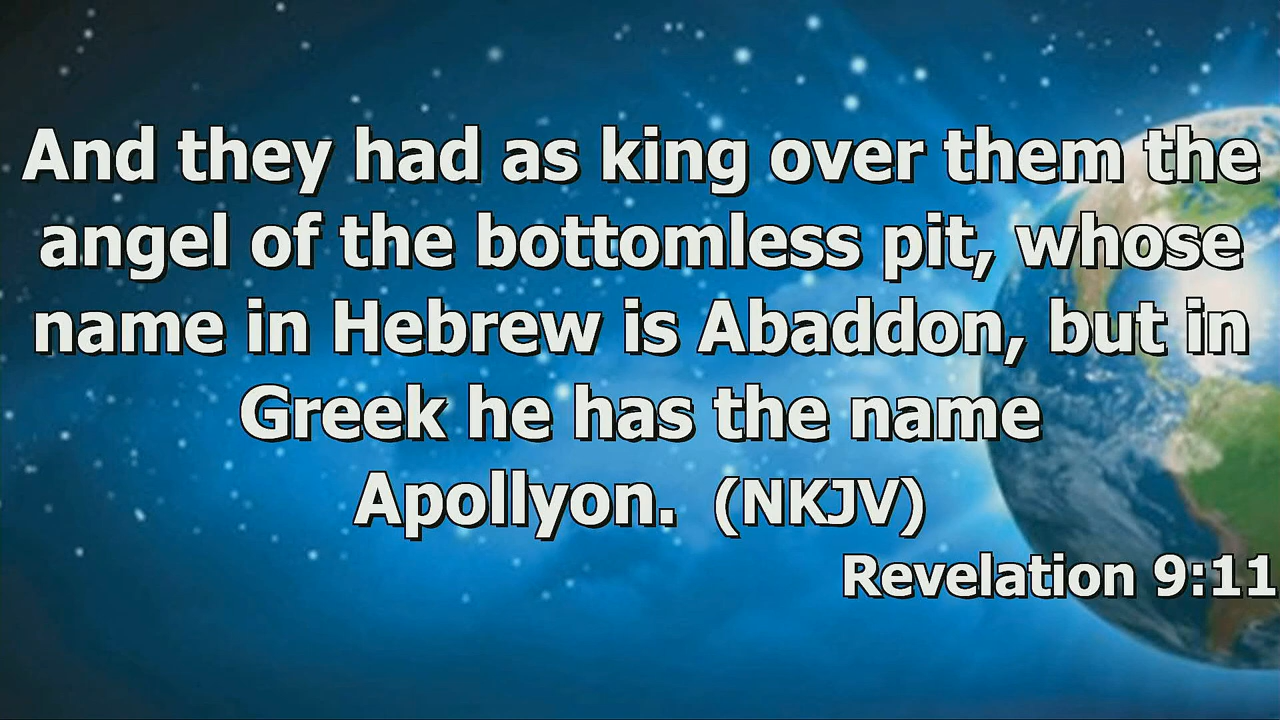 And they had as king over them the
angel of the bottomless pit, whose
name in Hebrew is Abaddon, but in
Greek he has the name
Apollyon. (NKJV)
Revelation 9:11